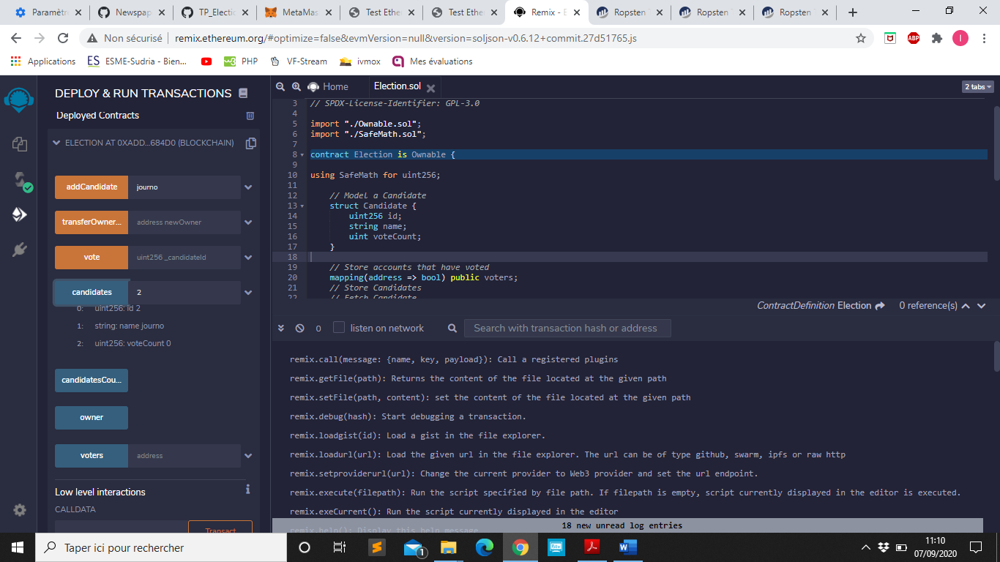 Paramètr
Newspap
TP_Electic
MetaMas
Test Ethe
Test Ethe
Remix - E
Ropsten
Ropsten
Ropsten
Non sécurisé
remix.ethereum.org/#optimize=false&evmVersion=null&version=soljson-v0.6.12+commit.27d51765.js
ABP
I
Applications
ES ESME-Sudria - Bien...
PHP
VF-Stream
ivmox
Mes évaluations
DEPLOY & RUN TRANSACTIONS
Deployed Contracts
ELECTION AT 0XADD...684D0 (BLOCKCHAIN)
addCandidate
journo
transferOwner...
address newOwner
vote
uint256 _candidateId
candidates
2
0: uint256: id 2
1: string: name journo
2: uint256: voteCount 0
candidatesCou...
owner
voters
address
Low level interactions
i
CALLDATA
Transact
Home
Election.sol
2 tabs
3 // SPDX-License-Identifier: GPL-3.0
4
5 import "./Ownable.sol";
6 import "./SafeMath.sol";
7
8 contract Election is Ownable {
9
10 using SafeMath for uint256;
11
12 // Model a Candidate
13 struct Candidate {
14 uint256 id;
15 string name;
16 uint voteCount;
17 }
18
19 // Store accounts that have voted
20 mapping(address => bool) public voters;
21 // Store Candidates
22 // Fetch Candidate
ContractDefinition Election
0 reference(s)
0
listen on network
Search with transaction hash or address
remix.call(message: {name, key, payload}): Call a registered plugins
remix.getFile(path): Returns the content of the file located at the given path
remix.setFile(path, content): set the content of the file located at the given path
remix.debug(hash): Start debugging a transaction.
remix.loadgist(id): Load a gist in the file explorer.
remix.loadurl(url): Load the given url in the file explorer. The url can be of type github, swarm, ipfs or raw http
remix.setproviderurl(url): Change the current provider to Web3 provider and set the url endpoint.
remix.execute(filepath): Run the script specified by file path. If filepath is empty, script currently displayed in the editor is executed.
remix.exeCurrent(): Run the script currently displayed in the editor
remix.help(): Display this help message
18 new unread log entries
Taper ici pour rechercher
1
11:10
07/09/2020